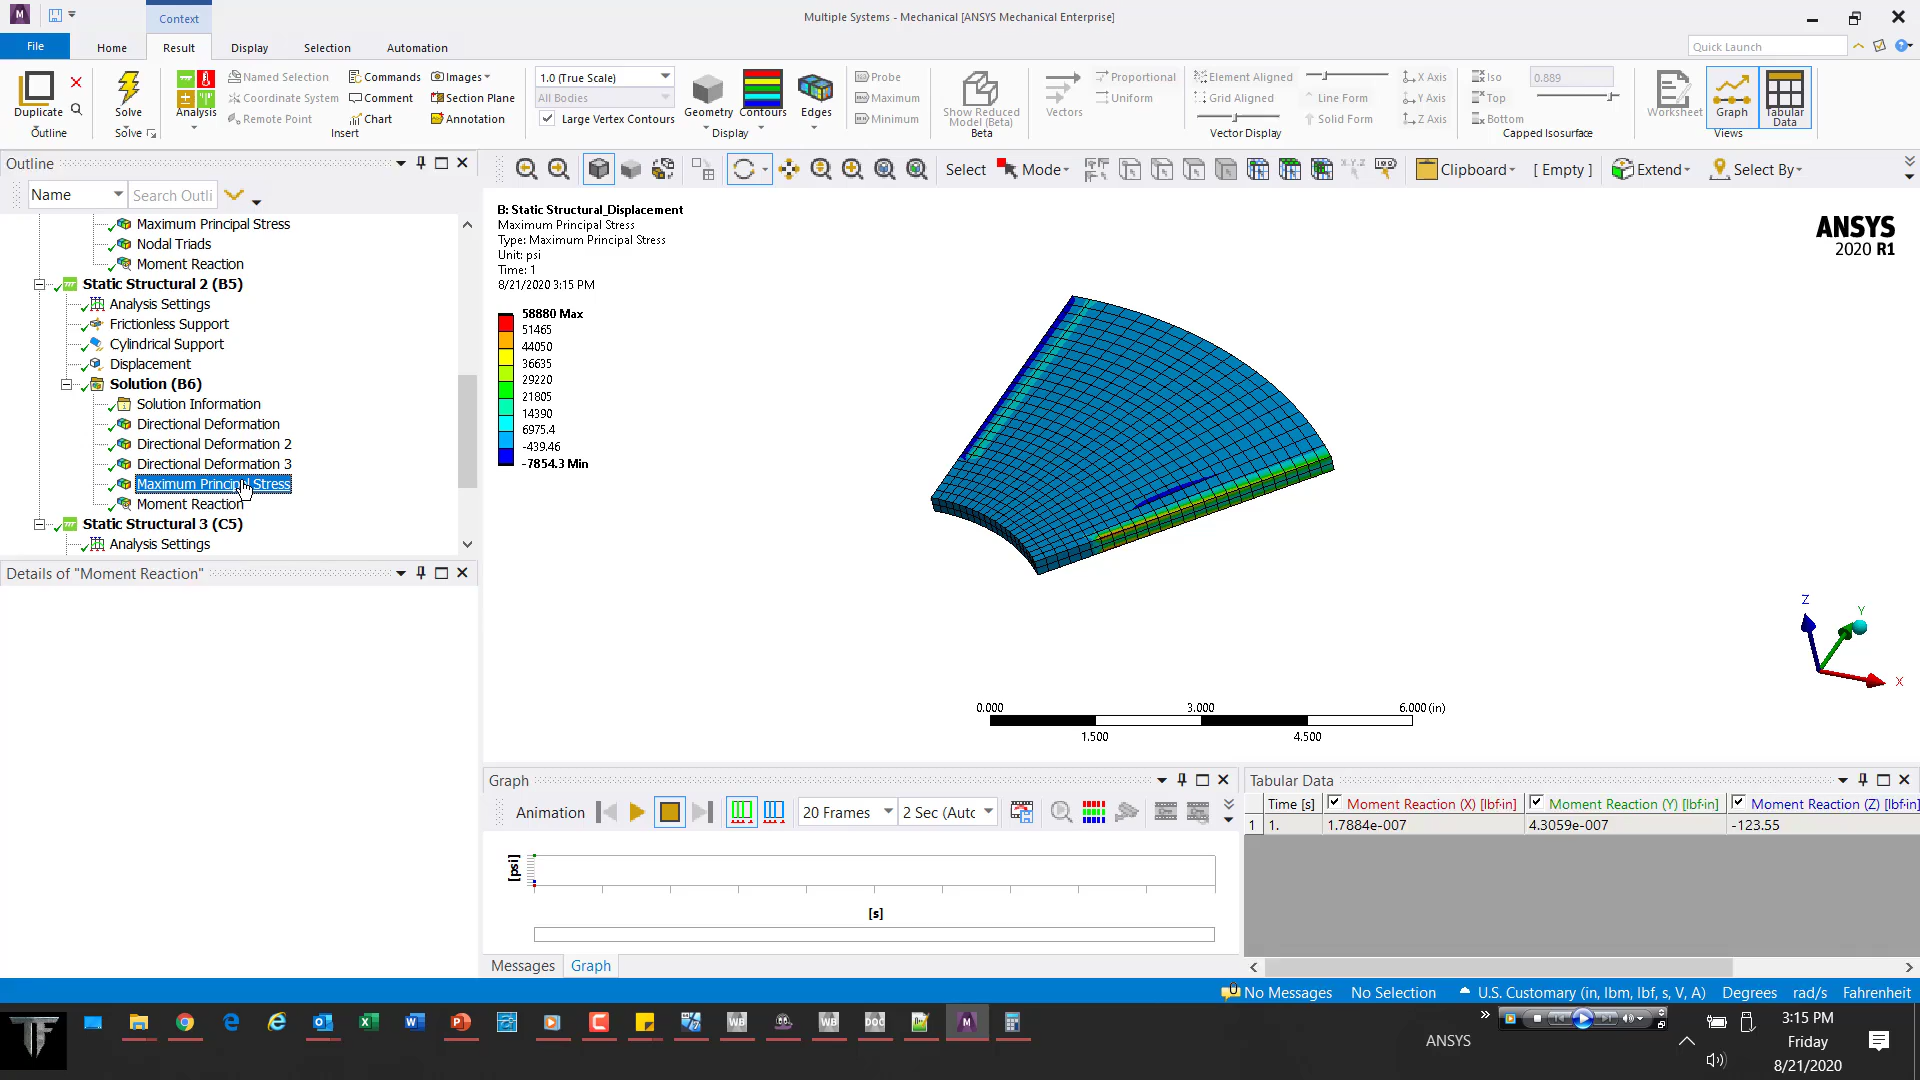 Context
Multiple Systems - Mechanical [ANSYS Mechanical Enterprise]
File
Home
Result
Display
Selection
Automation
Quick Launch
Duplicate
Outline
Solve
Solve
Analysis
Named Selection
Coordinate System
Remote Point
Commands
Comment
Chart
Images
Section Plane
Annotation
Insert
1.0 (True Scale)
All Bodies
Large Vertex Contours
Geometry
Contours
Edges
Display
Probe
Maximum
Minimum
Show Reduced
Model (Beta)
Beta
Vectors
Proportional
Uniform
Element Aligned
Grid Aligned
Line Form
Solid Form
X Axis
Y Axis
Z Axis
Vector Display
Iso
Top
Bottom
0.889
Capped Isosurface
Worksheet
Graph
Tabular
Data
Views
Outline
Name
Search Outli
Select
Mode
Clipboard
[ Empty ]
Extend
Select By
Maximum Principal Stress
Nodal Triads
Moment Reaction
Static Structural 2 (B5)
Analysis Settings
Frictionless Support
Cylindrical Support
Displacement
Solution (B6)
Solution Information
Directional Deformation
Directional Deformation 2
Directional Deformation 3
Maximum Principal Stress
Moment Reaction
Static Structural 3 (C5)
Analysis Settings
Details of "Moment Reaction"
B: Static Structural_Displacement
Maximum Principal Stress
Type: Maximum Principal Stress
Unit: psi
Time: 1
8/21/2020 3:15 PM
58880 Max
51465
44050
36635
29220
21805
14390
6975.4
-439.46
-7854.3 Min
ANSYS
2020 R1
Z
Y
X
0.000
3.000
6.000 (in)
1.500
4.500
Graph
Animation
20 Frames
2 Sec (Autc
[psi]
[s]
Messages
Graph
Tabular Data
Time [s]
Moment Reaction (X) [lbf·in]
Moment Reaction (Y) [lbf·in]
Moment Reaction (Z) [lbf·in
1
1.
1.7884e-007
4.3059e-007
-123.55
0
No Messages
No Selection
U.S. Customary (in, lbm, lbf, s, V, A)
Degrees
rad/s
Fahrenheit
TF
WB
WB
DOC
M
ANSYS
3:15 PM
Friday
8/21/2020